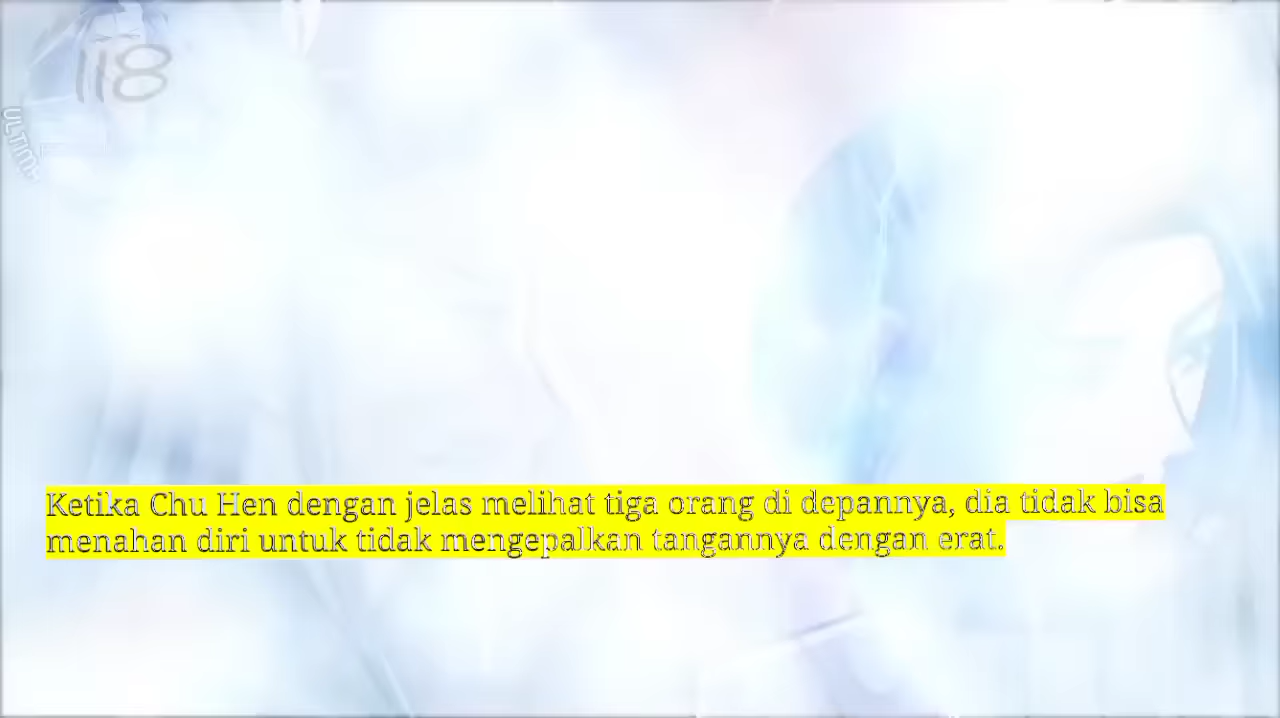 118
ULTIMA
Ketika Chu Hen dengan jelas melihat tiga orang di depannya, dia tidak bisa
menahan diri untuk tidak mengepalkan tangannya dengan erat.